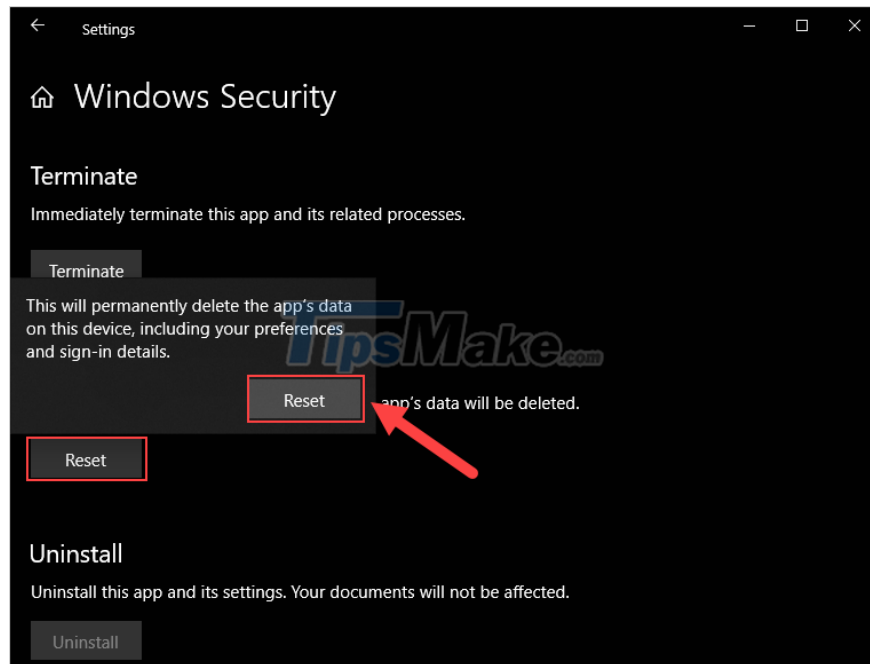 Settings
Windows Security
Terminate
Immediately terminate this app and its related processes.
Terminate
This will permanently delete the app's data
on this device, including your preferences
and sign-in details.
TipsMake.com
Reset
app's data will be deleted.
Reset
Uninstall
Uninstall this app and its settings. Your documents will not be affected.
Uninstall